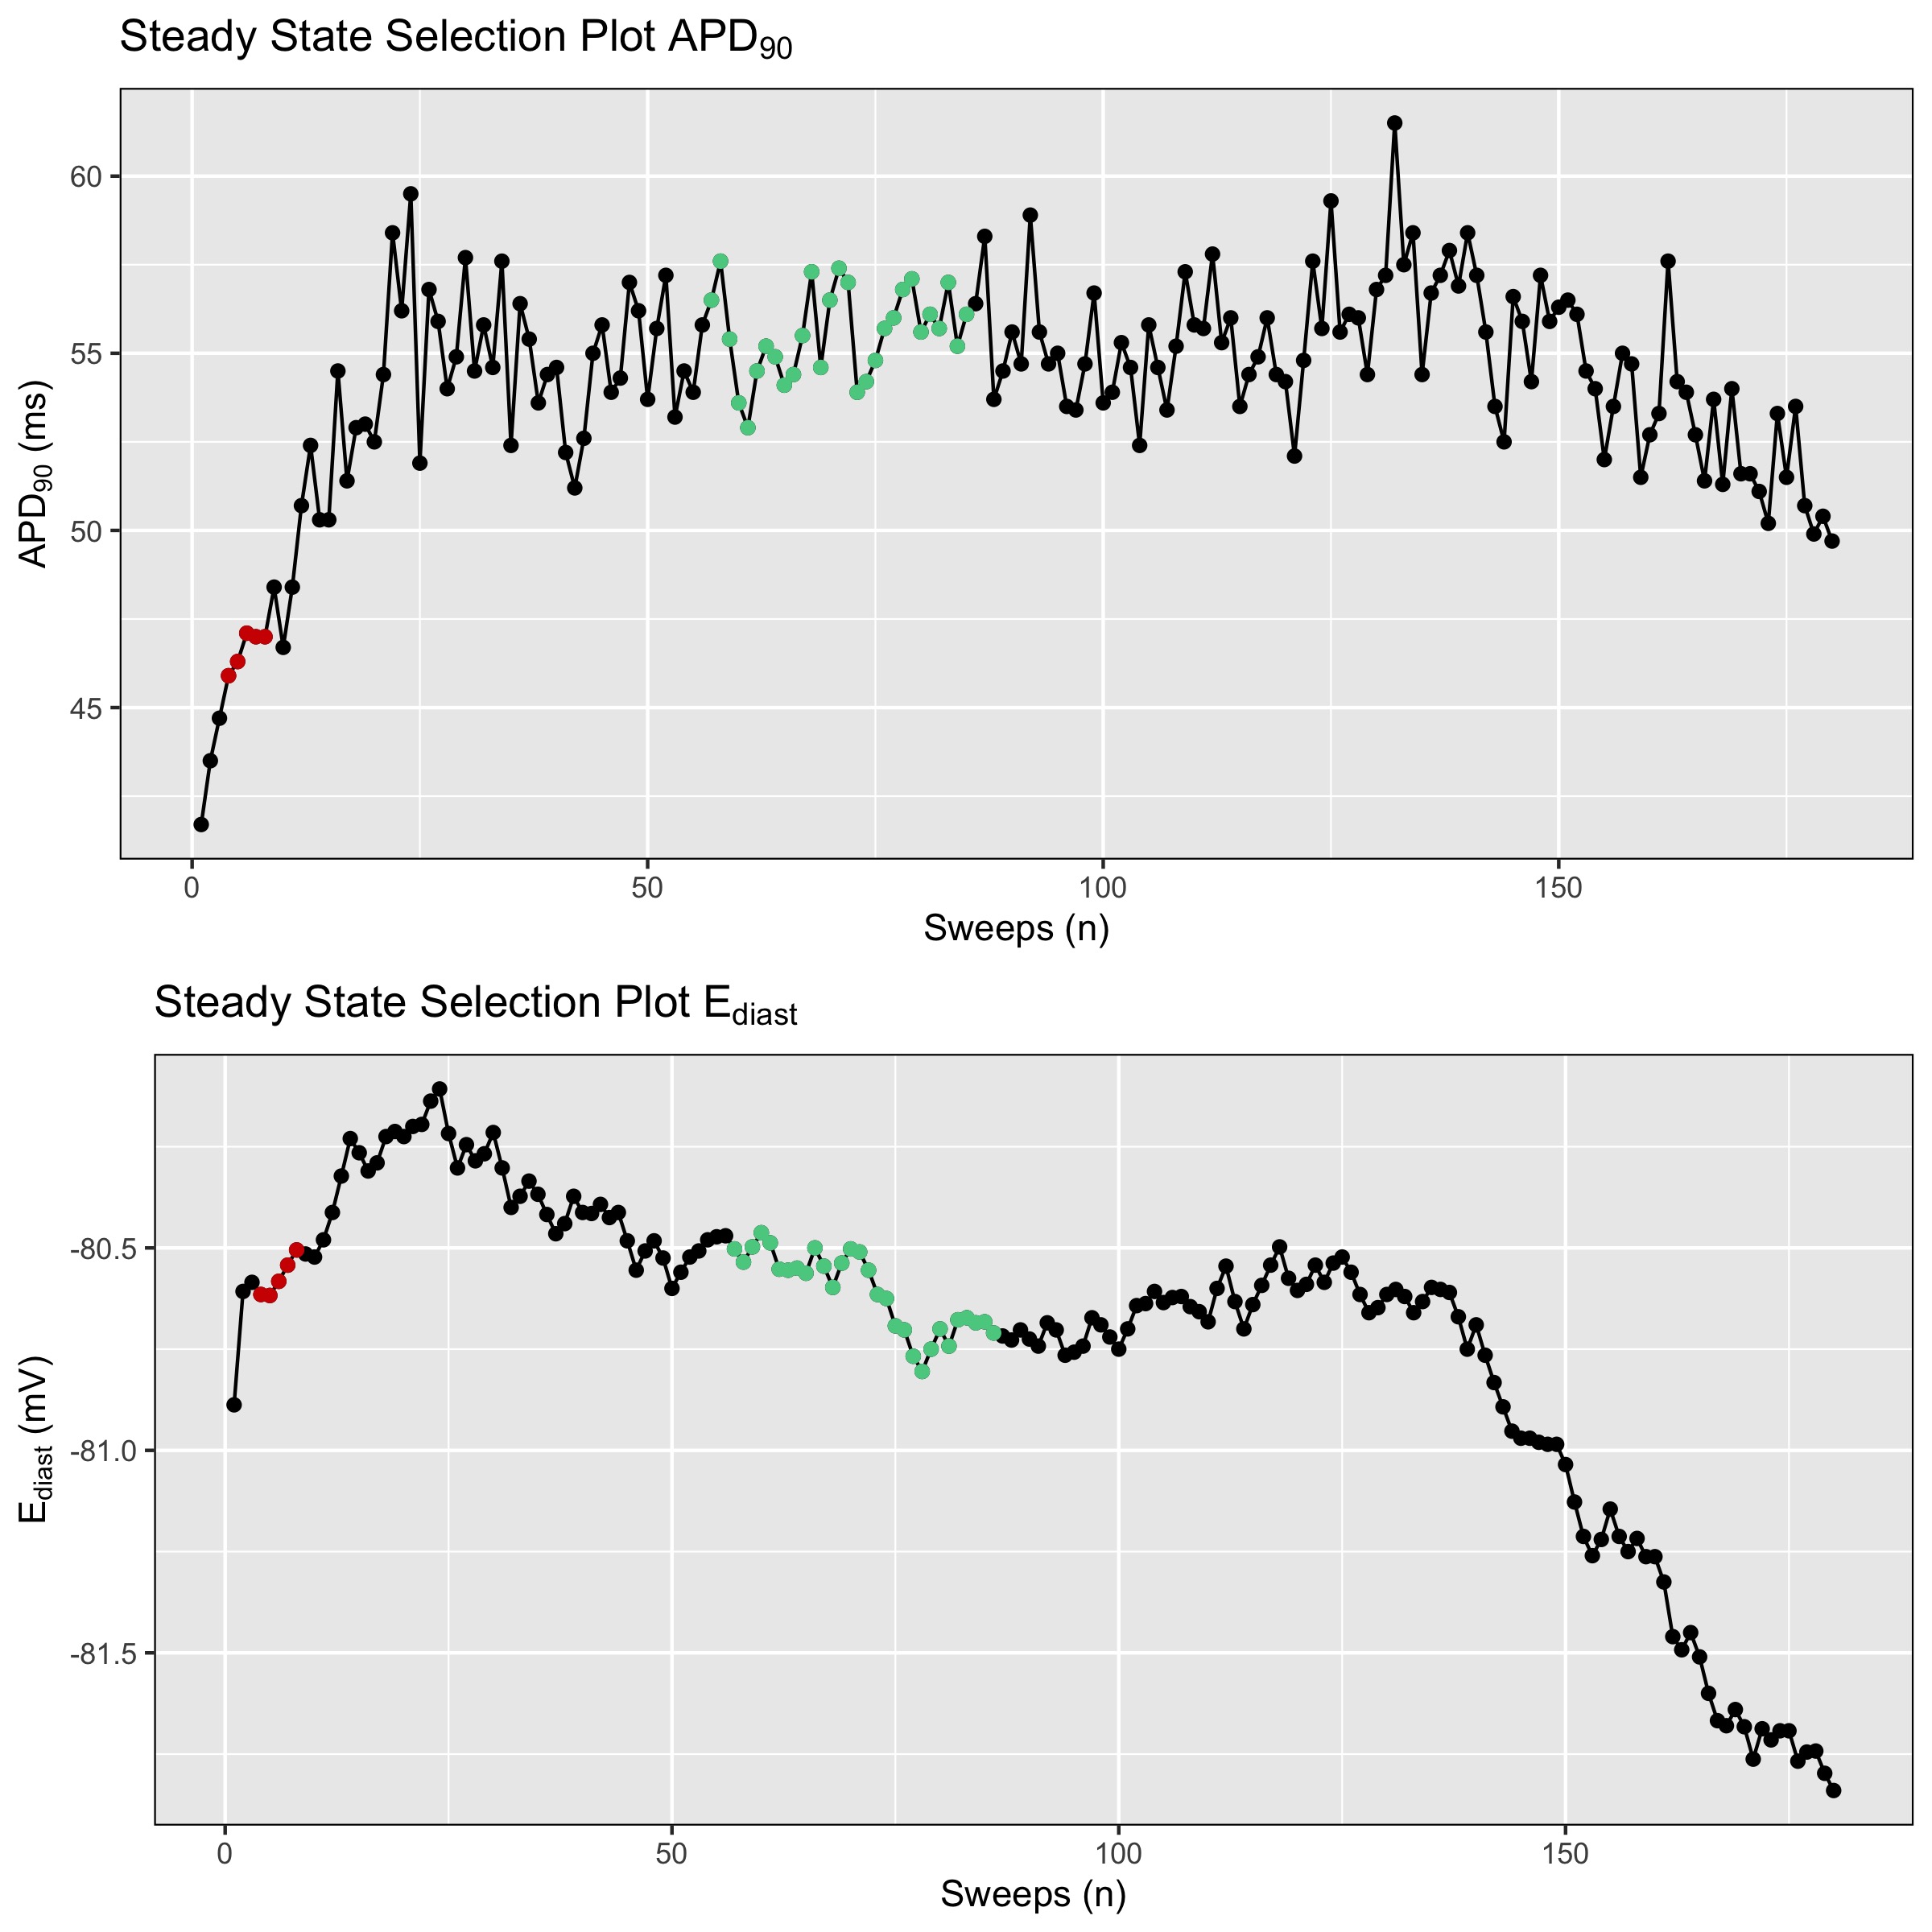 Steady State Selection Plot APD90
60
55
50
45
APD90 (ms)
0 50 100 150
Sweeps (n)
Steady State Selection Plot Ediast
-80.5
-81.0
-81.5
Ediast (mV)
0 50 100 150
Sweeps (n)